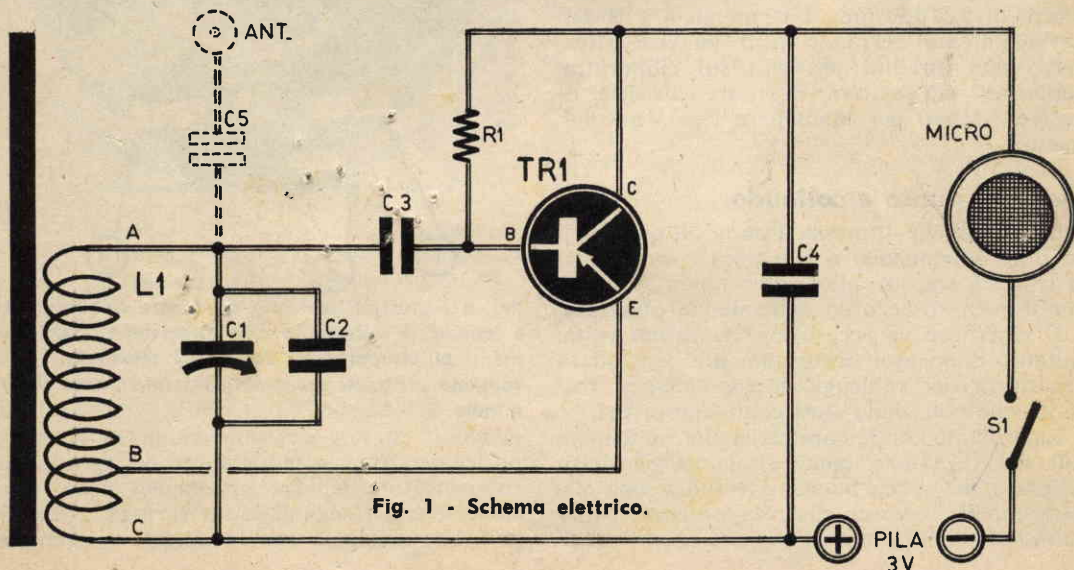 ANT.
C5
R1
TR1
MICRO
C
A
C3
B
C4
L1
C1
C2
E
S1
B
Fig. 1 - Schema elettrico.
C
+
PILA
3V
−